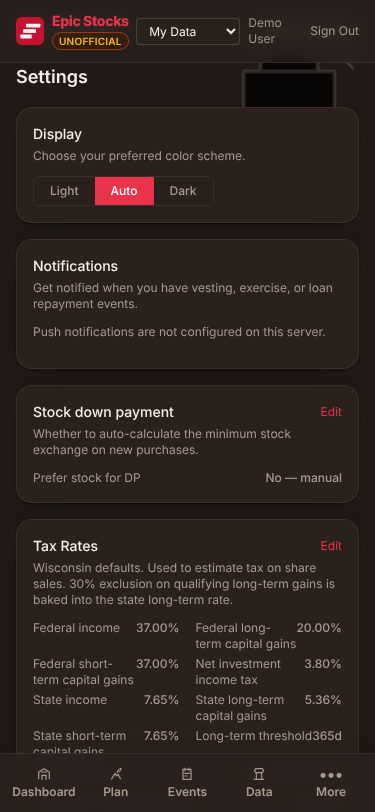 Epic Stocks
UNOFFICIAL
My Data
Demo
User
Sign Out
Settings
Display
Choose your preferred color scheme.
Light Auto Dark
Notifications
Get notified when you have vesting, exercise, or loan
repayment events.
Push notifications are not configured on this server.
Stock down payment Edit
Whether to auto-calculate the minimum stock
exchange on new purchases.
Prefer stock for DP No — manual
Tax Rates Edit
Wisconsin defaults. Used to estimate tax on share
sales. 30% exclusion on qualifying long-term gains is
baked into the state long-term rate.
Federal income 37.00%
Federal long-
term capital gains 20.00%
Federal short-
term capital gains 37.00%
Net investment
income tax 3.80%
State income 7.65%
State long-term
capital gains 5.36%
State short-term
capital gains 7.65%
Long-term threshold 365d
Dashboard Plan Events Data More